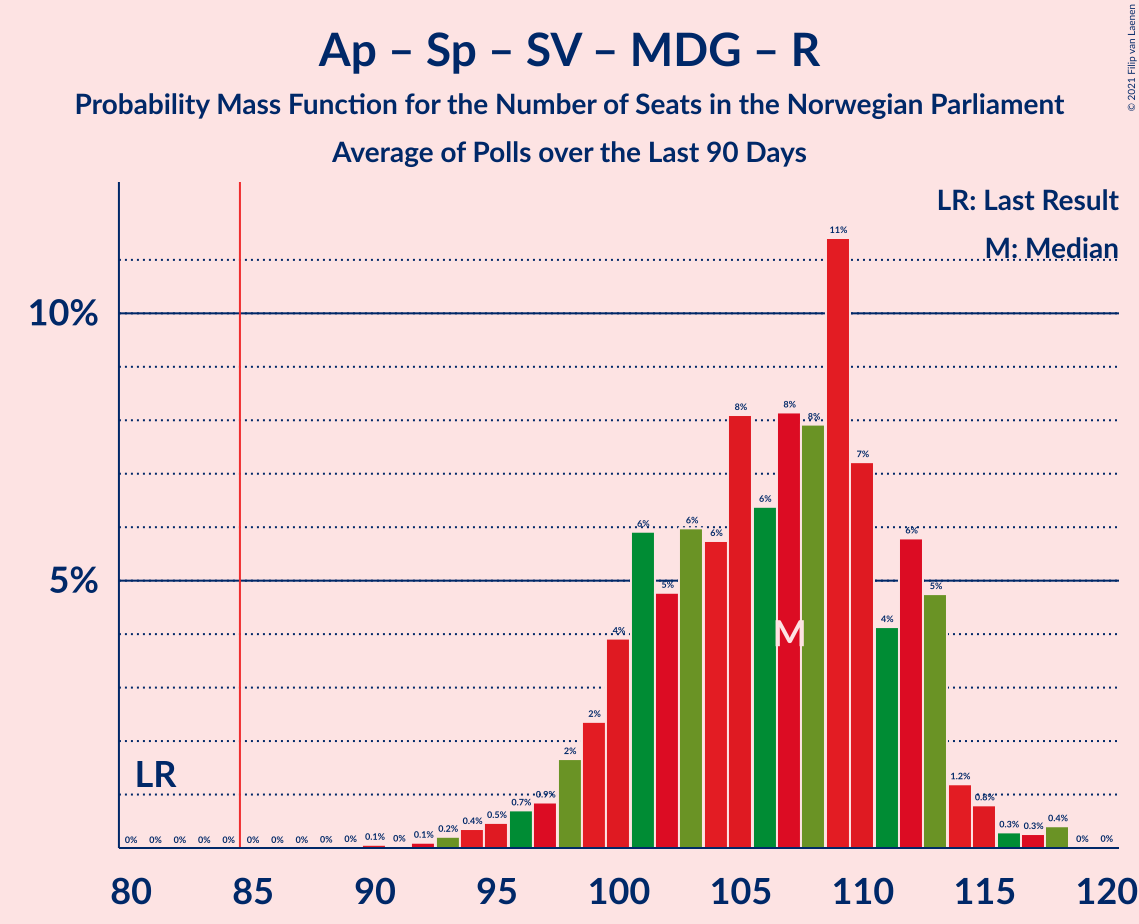 Ap – Sp – SV – MDG – R
Probability Mass Function for the Number of Seats in the Norwegian Parliament
Average of Polls over the Last 90 Days
© 2021 Filip van Laenen
LR: Last Result
M: Median
10%
5%
LR
M
0% 0% 0% 0% 0% 0% 0% 0% 0% 0% 0.1% 0% 0.1% 0.2% 0.4% 0.5% 0.7% 0.9% 2% 2% 4% 6% 5% 6% 6% 8% 6% 8% 8% 11% 7% 4% 6% 5% 1.2% 0.8% 0.3% 0.3% 0.4% 0% 0%
80 85 90 95 100 105 110 115 120